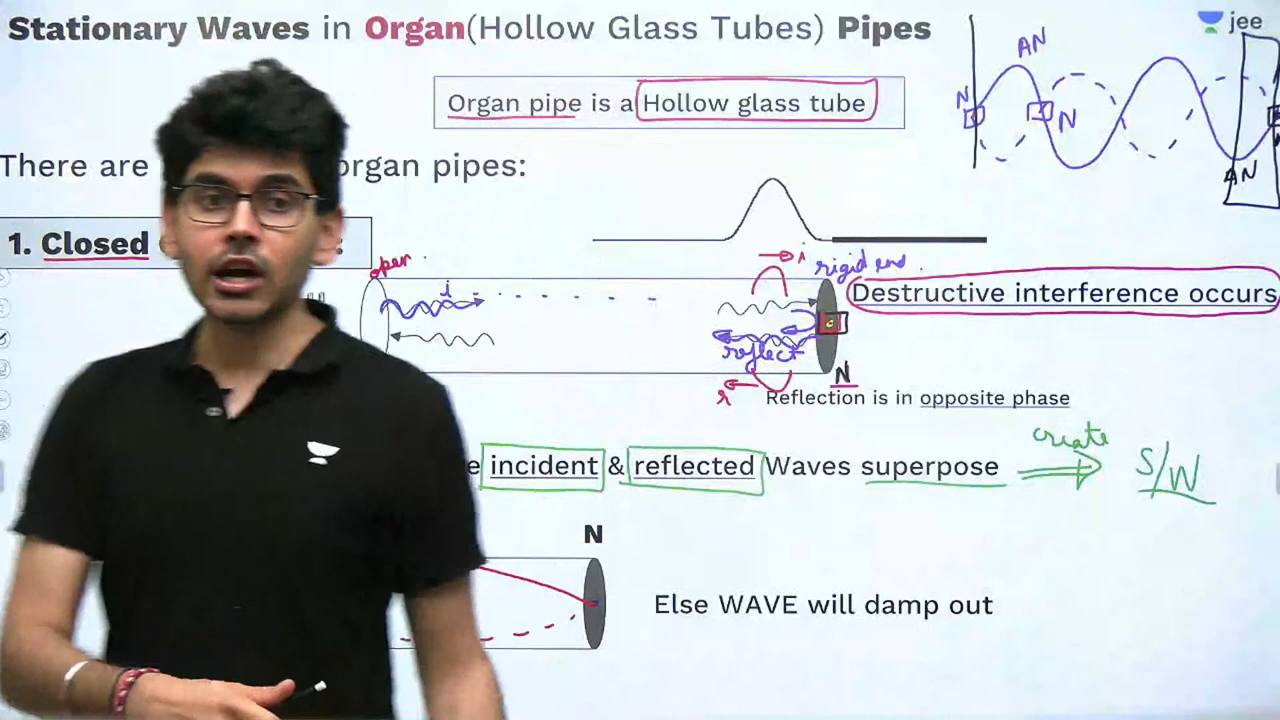 Stationary Waves in Organ(Hollow Glass Tubes) Pipes
jee
Organ pipe is a Hollow glass tube
AN
N
N
AN
There are
organ pipes:
1. Closed
open
i
i
rigid end
Destructive interference occurs
reflect
N
r
Reflection is in opposite phase
incident & reflected Waves superpose
create
S/W
N
Else WAVE will damp out